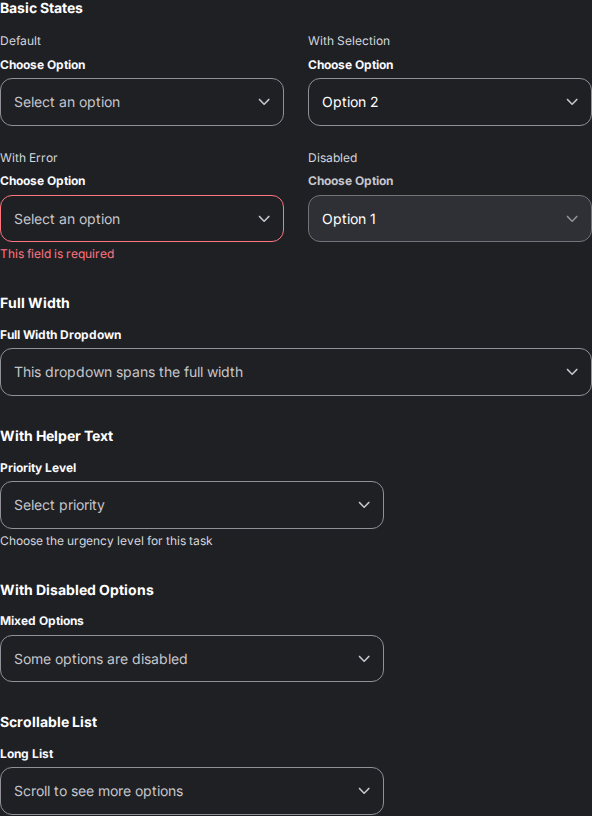 Basic States
Default
With Selection
Choose Option
Choose Option
Select an option
Option 2
With Error
Disabled
Choose Option
Choose Option
Select an option
Option 1
This field is required
Full Width
Full Width Dropdown
This dropdown spans the full width
With Helper Text
Priority Level
Select priority
Choose the urgency level for this task
With Disabled Options
Mixed Options
Some options are disabled
Scrollable List
Long List
Scroll to see more options